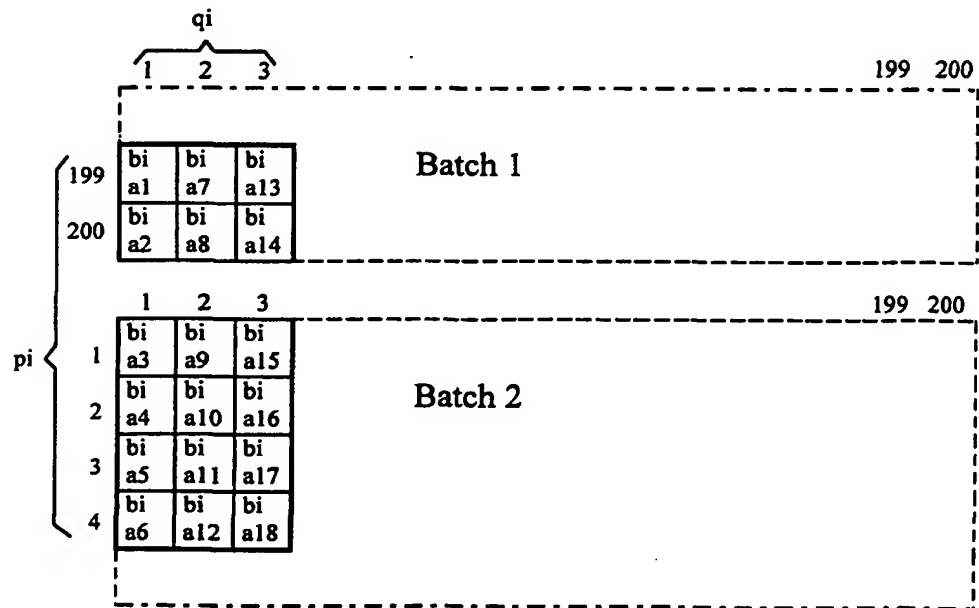 qi
1 2 3 199 200
bi bi bi
199 a1 a7 a13 Batch 1
bi bi bi
200 a2 a8 a14
1 2 3 199 200
bi bi bi
pi 1 a3 a9 a15
bi bi bi
2 a4 a10 a16 Batch 2
bi bi bi
3 a5 a11 a17
bi bi bi
4 a6 a12 a18